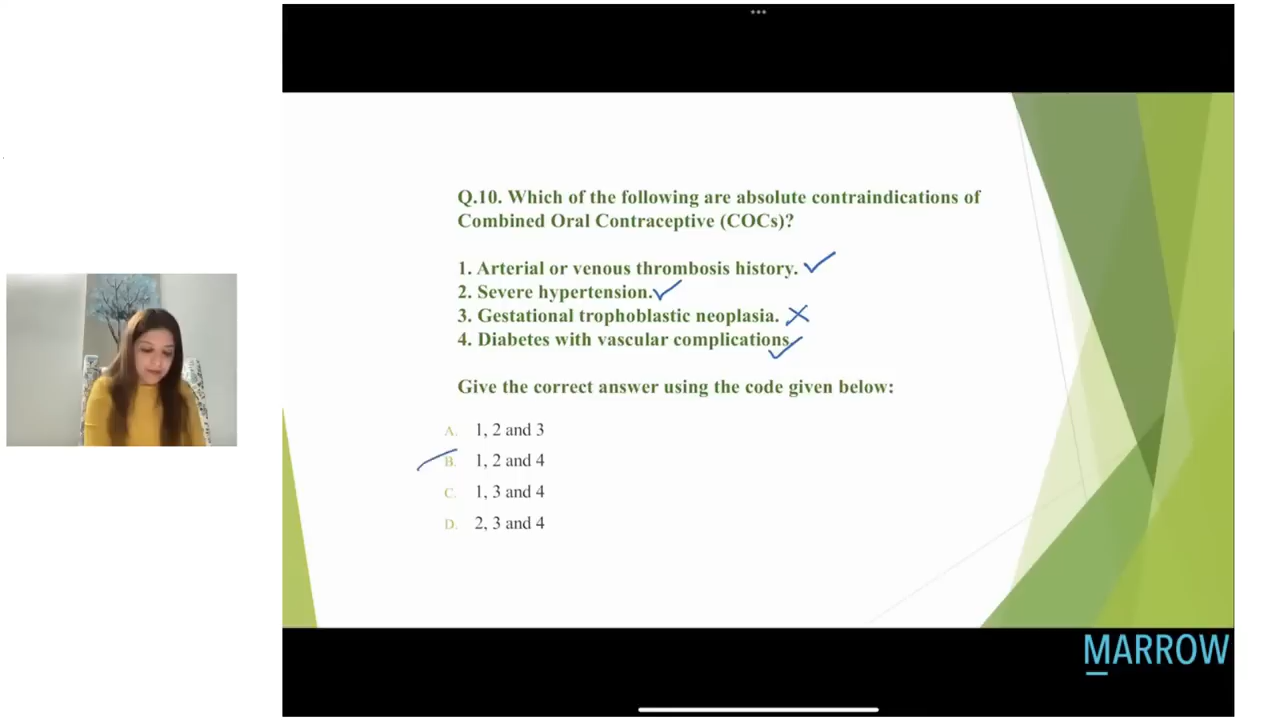 Q.10. Which of the following are absolute contraindications of
Combined Oral Contraceptive (COCs)?
1. Arterial or venous thrombosis history.
2. Severe hypertension.
3. Gestational trophoblastic neoplasia.
4. Diabetes with vascular complications
Give the correct answer using the code given below:
A. 1, 2 and 3
B. 1, 2 and 4
C. 1, 3 and 4
D. 2, 3 and 4
MARROW